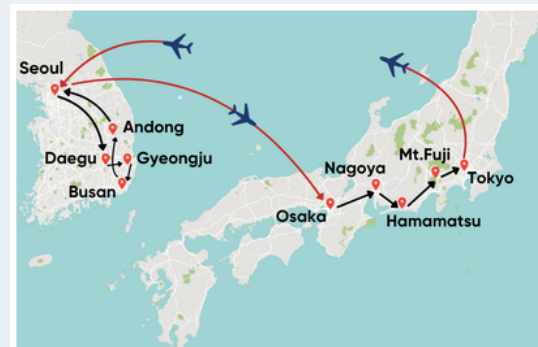 Seoul
Andong
Daegu
Gyeongju
Busan
Nagoya
Mt.Fuji
Tokyo
Osaka
Hamamatsu